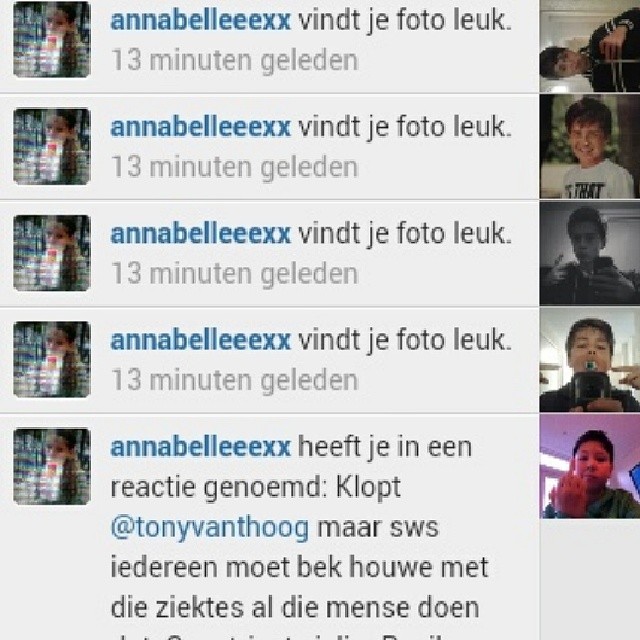 annabelleeexx vindt je foto leuk.
13 minuten geleden
annabelleeexx vindt je foto leuk.
13 minuten geleden
annabelleeexx vindt je foto leuk.
13 minuten geleden
annabelleeexx vindt je foto leuk.
13 minuten geleden
annabelleeexx heeft je in een
reactie genoemd: Klopt
@tonyvanthoog maar sws
iedereen moet bek houwe met
die ziektes al die mense doen